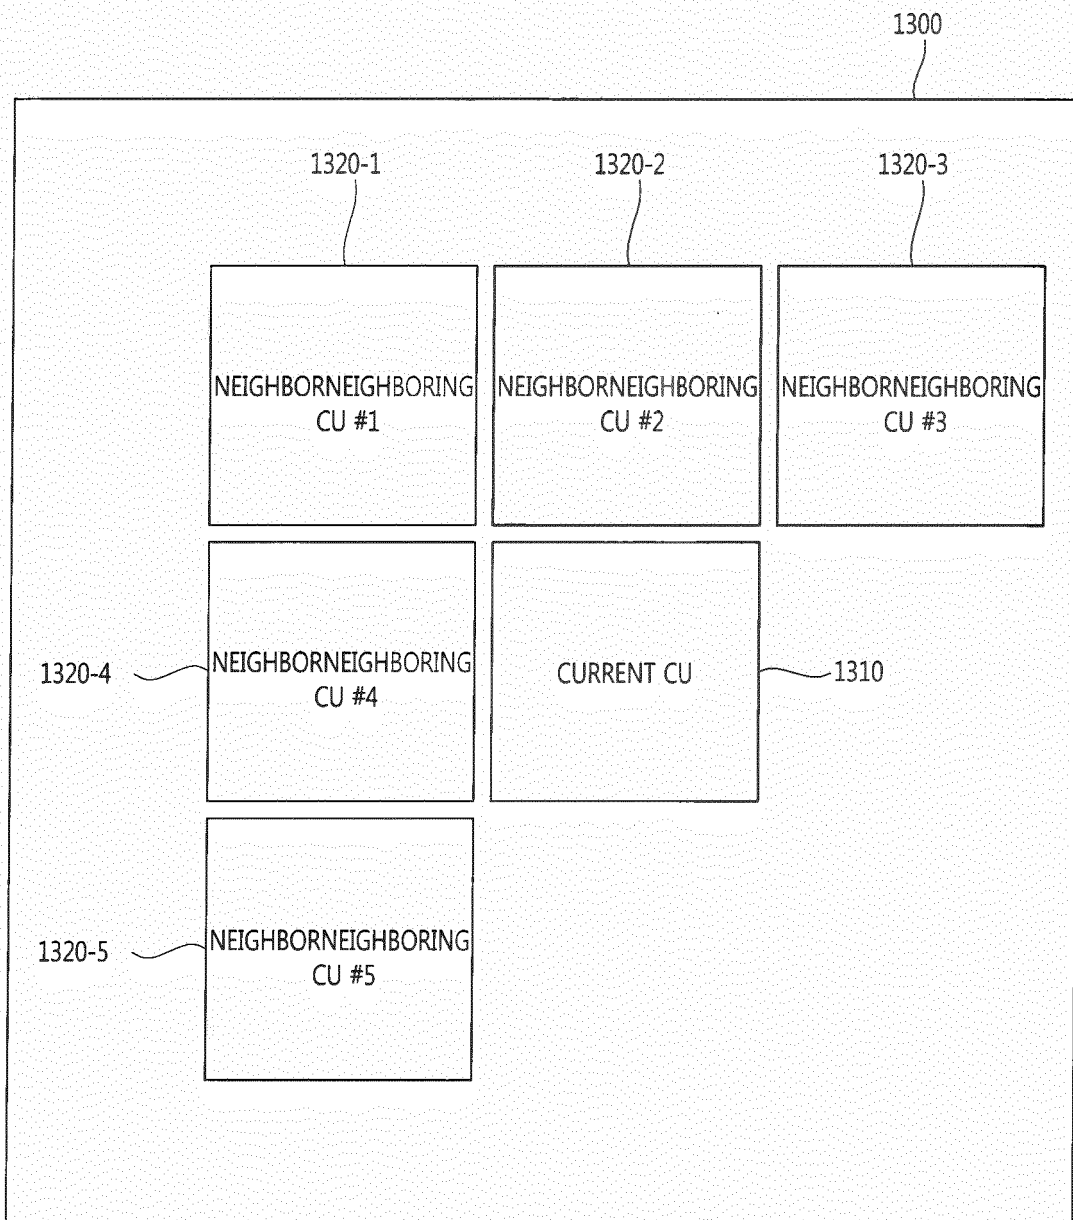 1300
1320-1
1320-2
1320-3
NEIGHBORNEIGHBORING
CU #1
NEIGHBORNEIGHBORING
CU #2
NEIGHBORNEIGHBORING
CU #3
1320-4
NEIGHBORNEIGHBORING
CU #4
CURRENT CU
1310
1320-5
NEIGHBORNEIGHBORING
CU #5